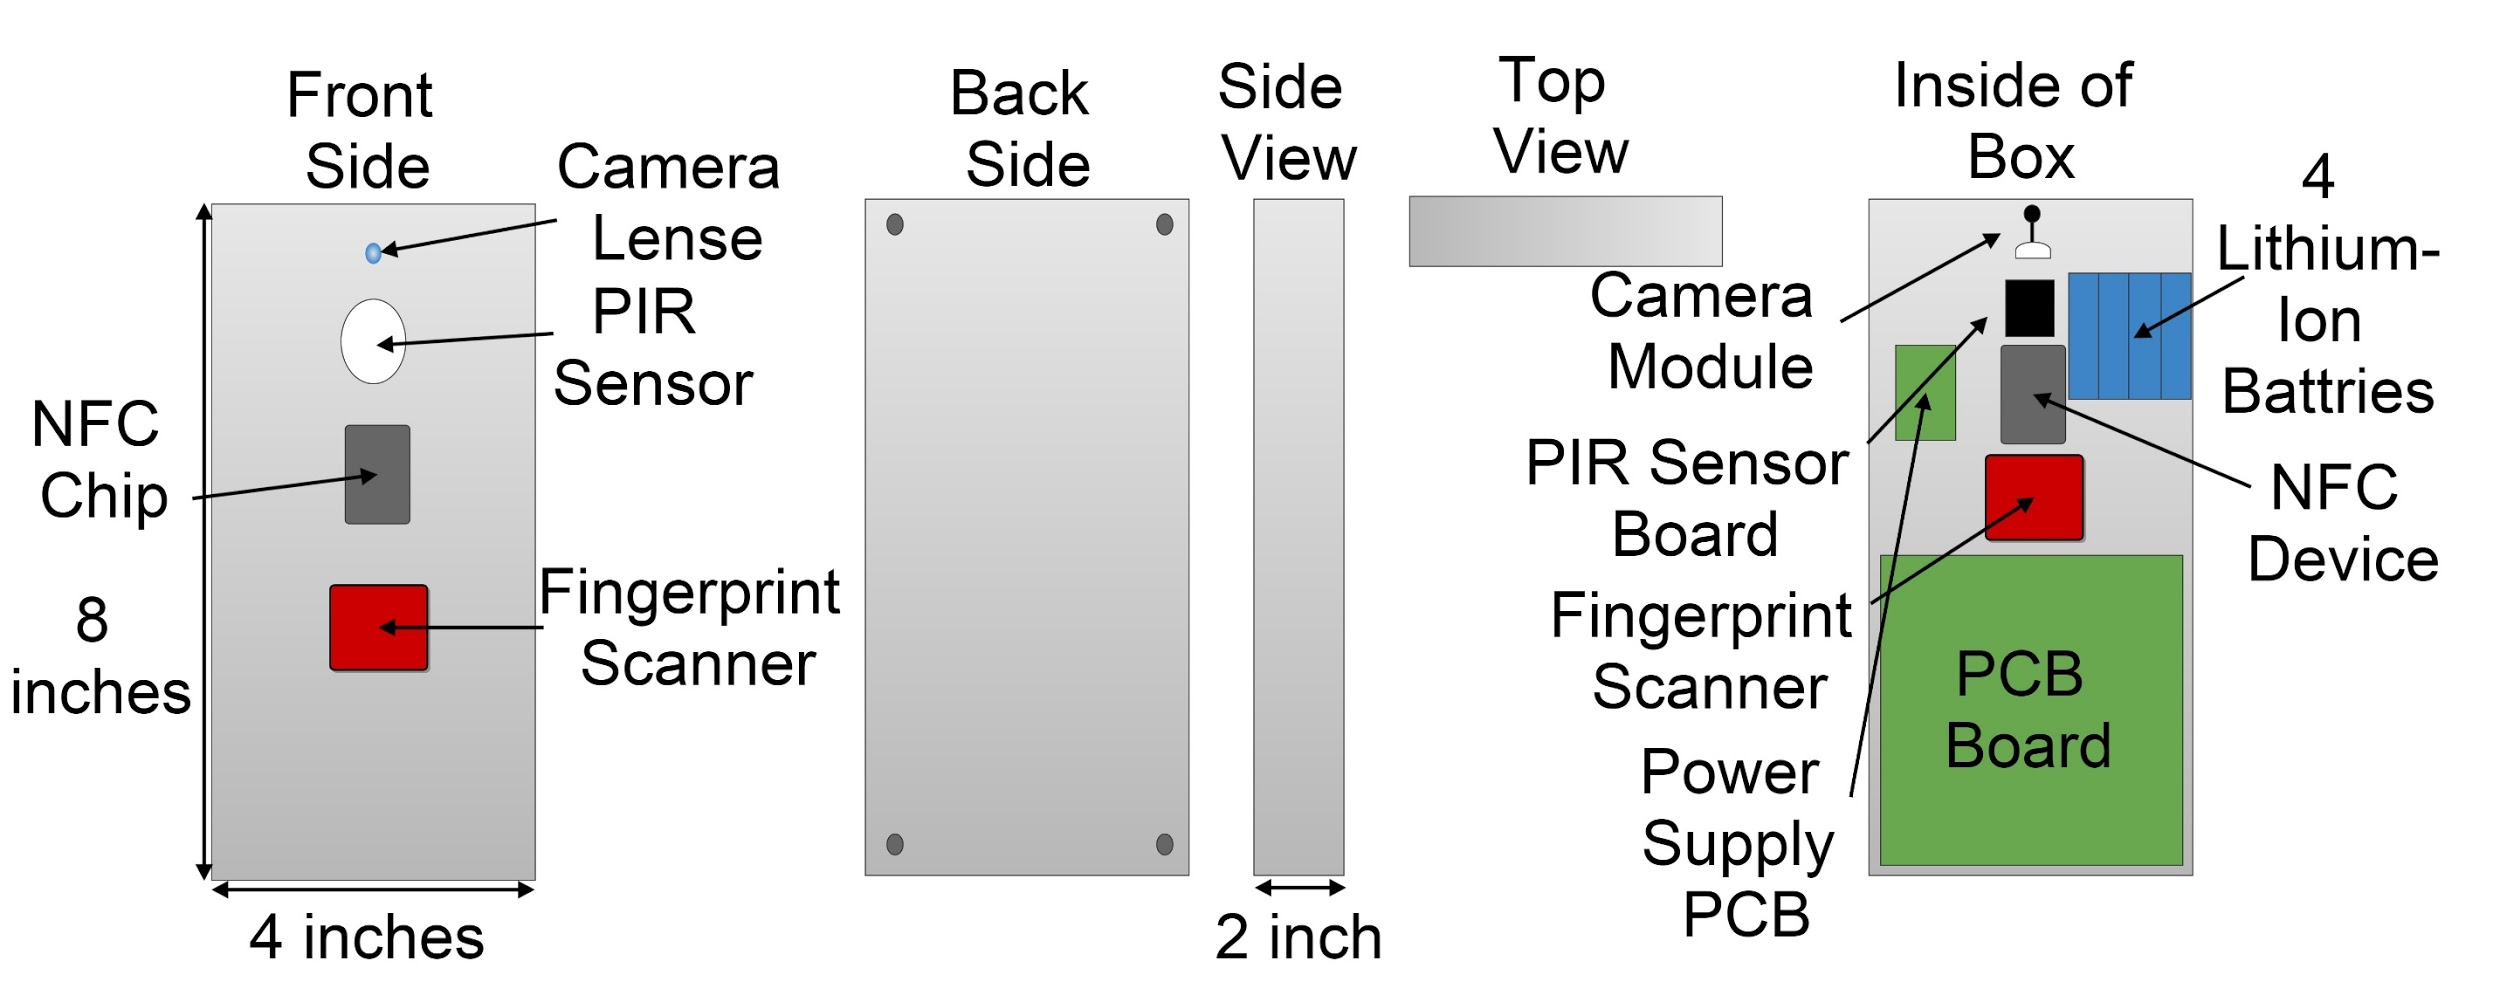 Front
Side
Camera
Lense
PIR
Sensor
NFC
Chip
8
inches
Fingerprint
Scanner
4 inches
Back
Side
Side
View
2 inch
Top
View
Inside of
Box
4
Lithium-
Ion
Battries
Camera
Module
PIR Sensor
Board
NFC
Device
Fingerprint
Scanner
Power
Supply
PCB
PCB
Board